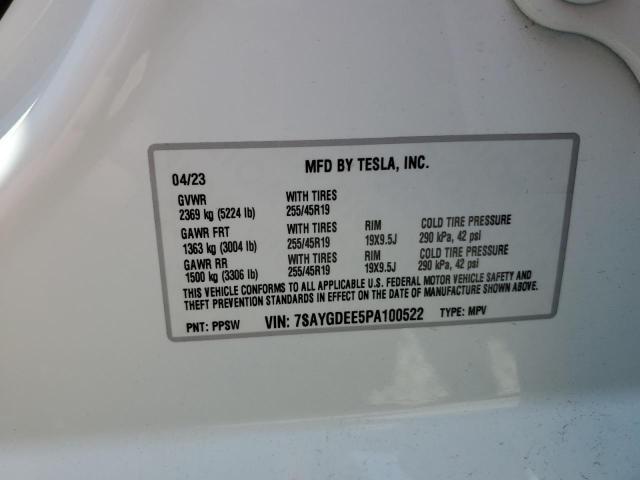 MFD BY TESLA, INC.
04/23
GVWR WITH TIRES
2369 kg (5224 lb) 255/45R19
GAWR FRT WITH TIRES RIM COLD TIRE PRESSURE
1363 kg (3004 lb) 255/45R19 19X9.5J 290 kPa, 42 psi
GAWR RR WITH TIRES RIM COLD TIRE PRESSURE
1500 kg (3306 lb) 255/45R19 19X9.5J 290 kPa, 42 psi
THIS VEHICLE CONFORMS TO ALL APPLICABLE U.S. FEDERAL MOTOR VEHICLE SAFETY AND
THEFT PREVENTION STANDARDS IN EFFECT ON THE DATE OF MANUFACTURE SHOWN ABOVE.
PNT: PPSW VIN: 7SAYGDEE5PA100522 TYPE: MPV